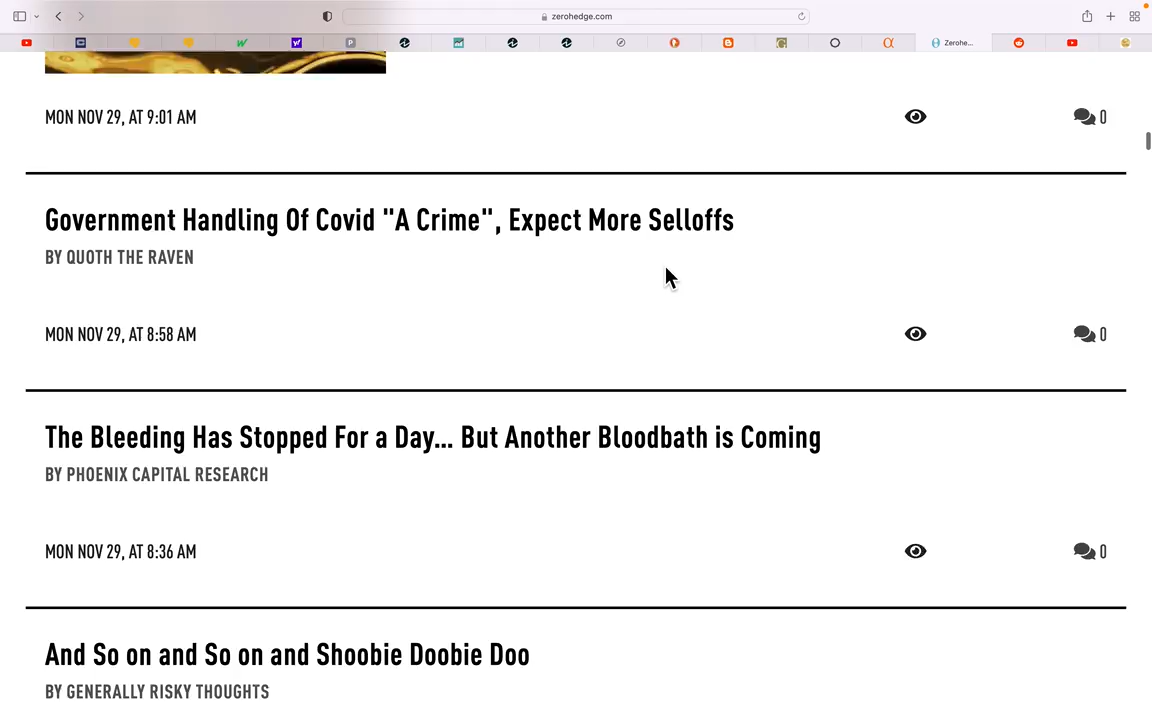 zerohedge.com
Zerohe...
MON NOV 29, AT 9:01 AM
0
Government Handling Of Covid "A Crime", Expect More Selloffs
BY QUOTH THE RAVEN
MON NOV 29, AT 8:58 AM
0
The Bleeding Has Stopped For a Day... But Another Bloodbath is Coming
BY PHOENIX CAPITAL RESEARCH
MON NOV 29, AT 8:36 AM
0
And So on and So on and Shoobie Doobie Doo
BY GENERALLY RISKY THOUGHTS